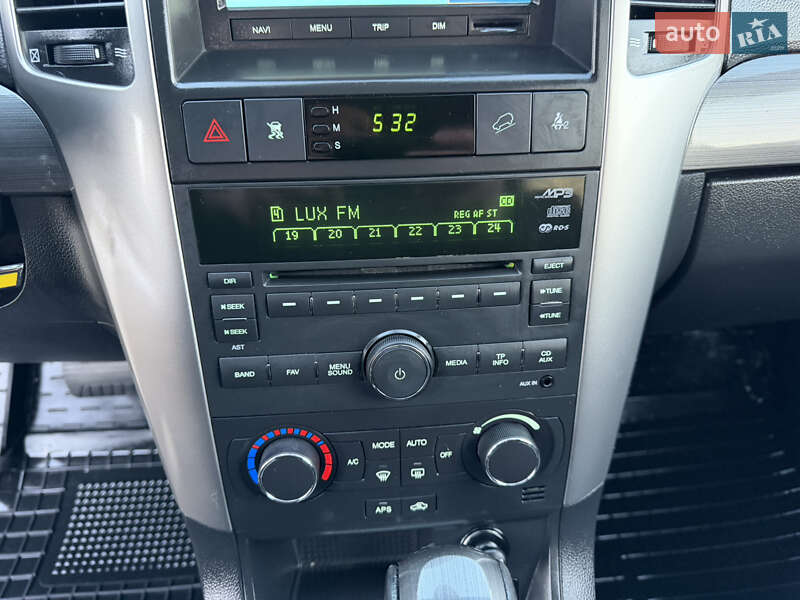 auto RIA
NAVI MENU TRIP DIM
H
M 5:32
S
2
CD MP3
4 LUX FM REG AF ST
19 20 21 22 23 24
R·D·S
DIR EJECT
SEEK TUNE
SEEK TUNE
AST
BAND FAV MENU SOUND MEDIA TP INFO CD AUX
AUX IN
A/C MODE AUTO OFF
APS